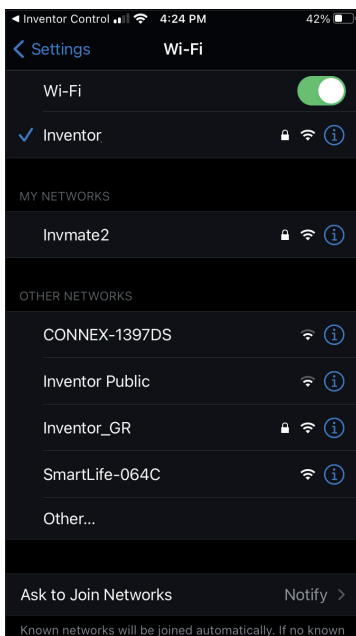 ◀ Inventor Control 4:24 PM 42%
Settings Wi-Fi
Wi-Fi
Inventor
MY NETWORKS
Invmate2
OTHER NETWORKS
CONNEX-1397DS
Inventor Public
Inventor_GR
SmartLife-064C
Other...
Ask to Join Networks Notify
Known networks will be joined automatically. If no known